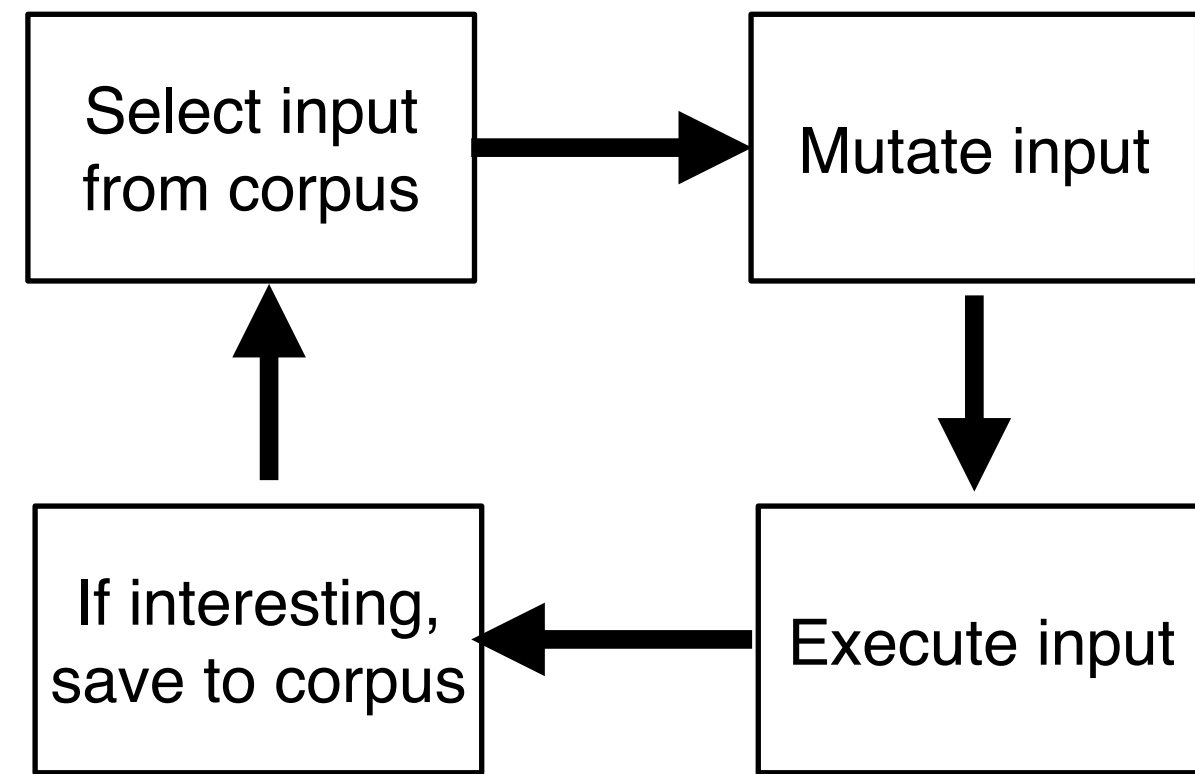 Select input
from corpus
Mutate input
If interesting,
save to corpus
Execute input